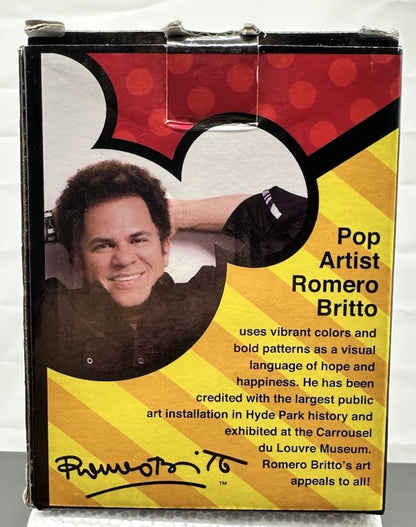 Pop
Artist
Romero
Britto
uses vibrant colors and
bold patterns as a visual
language of hope and
happiness. He has been
credited with the largest public
art installation in Hyde Park history and
exhibited at the Carrousel
du Louvre Museum.
Romero Britto's art
appeals to all!
Romero Britto
TM